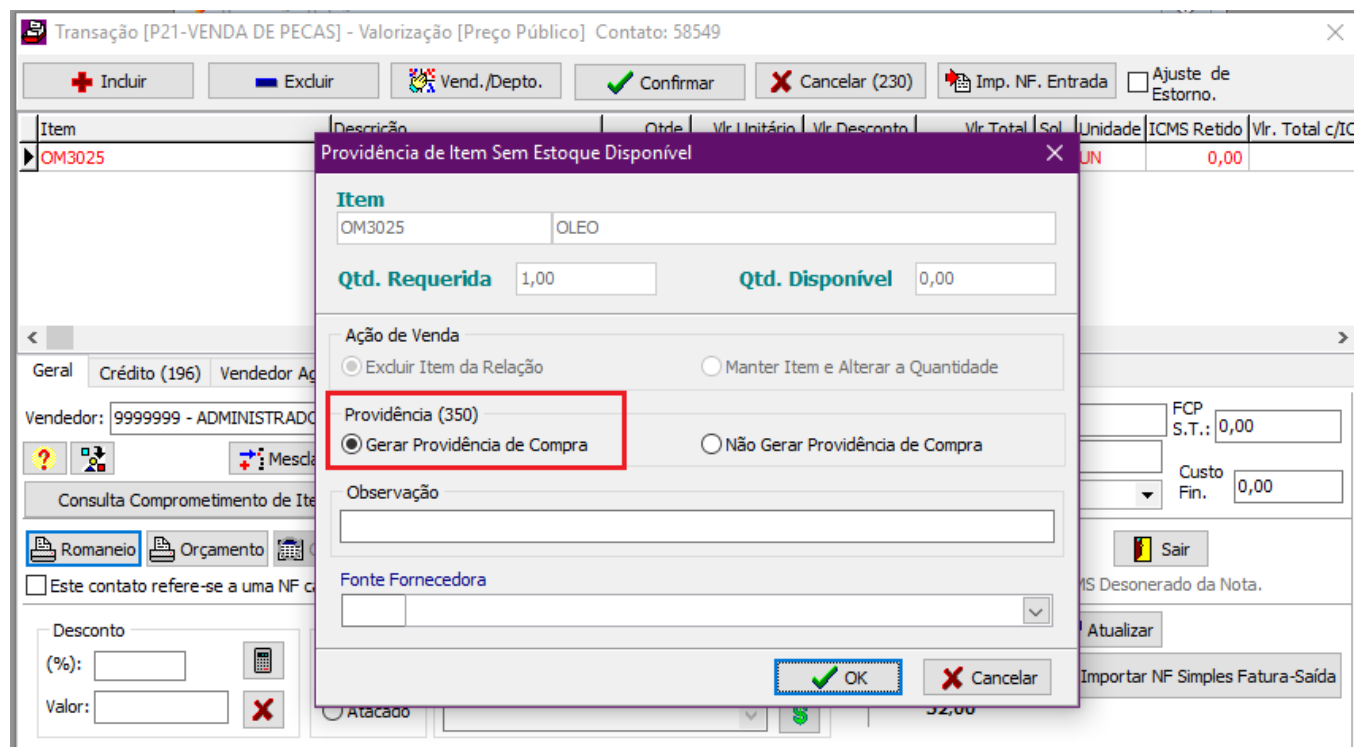 Transação [P21-VENDA DE PECAS] - Valorização [Preço Público] Contato: 58549
Incluir Excluir Vend./Depto. Confirmar Cancelar (230) Imp. NF. Entrada Ajuste de Estorno.
Item Descrição Qtde Vlr Unitário Vlr Desconto Vlr Total Sol Unidade ICMS Retido Vlr. Total c/IC
OM3025 UN 0,00
Providência de Item Sem Estoque Disponível
Item
OM3025 OLEO
Qtd. Requerida 1,00 Qtd. Disponível 0,00
Ação de Venda
Excluir Item da Relação Manter Item e Alterar a Quantidade
Providência (350)
Gerar Providência de Compra Não Gerar Providência de Compra
Observação
Fonte Fornecedora
OK Cancelar
Geral Crédito (196) Vendedor Ag
Vendedor: 9999999 - ADMINISTRADO
FCP
S.T.: 0,00
? Mescla
Custo
Fin. 0,00
Consulta Comprometimento de Ite
Romaneio Orçamento Sair
Este contato refere-se a uma NF ca MS Desonerado da Nota.
Desconto
(%):
Valor:
Atualizar
Importar NF Simples Fatura-Saída
Atacado $ 52,00